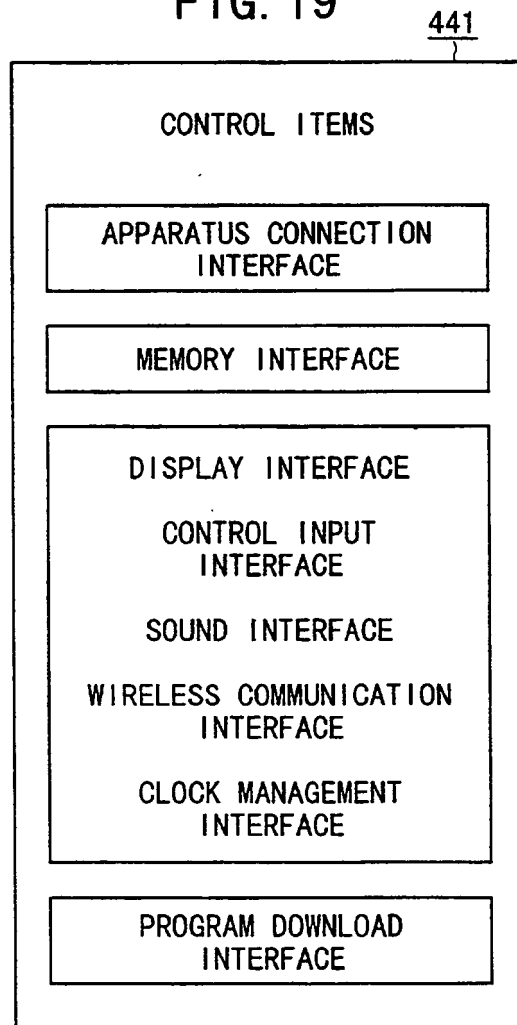 FIG. 19
441
CONTROL ITEMS
APPARATUS CONNECTION
INTERFACE
MEMORY INTERFACE
DISPLAY INTERFACE
CONTROL INPUT
INTERFACE
SOUND INTERFACE
WIRELESS COMMUNICATION
INTERFACE
CLOCK MANAGEMENT
INTERFACE
PROGRAM DOWNLOAD
INTERFACE